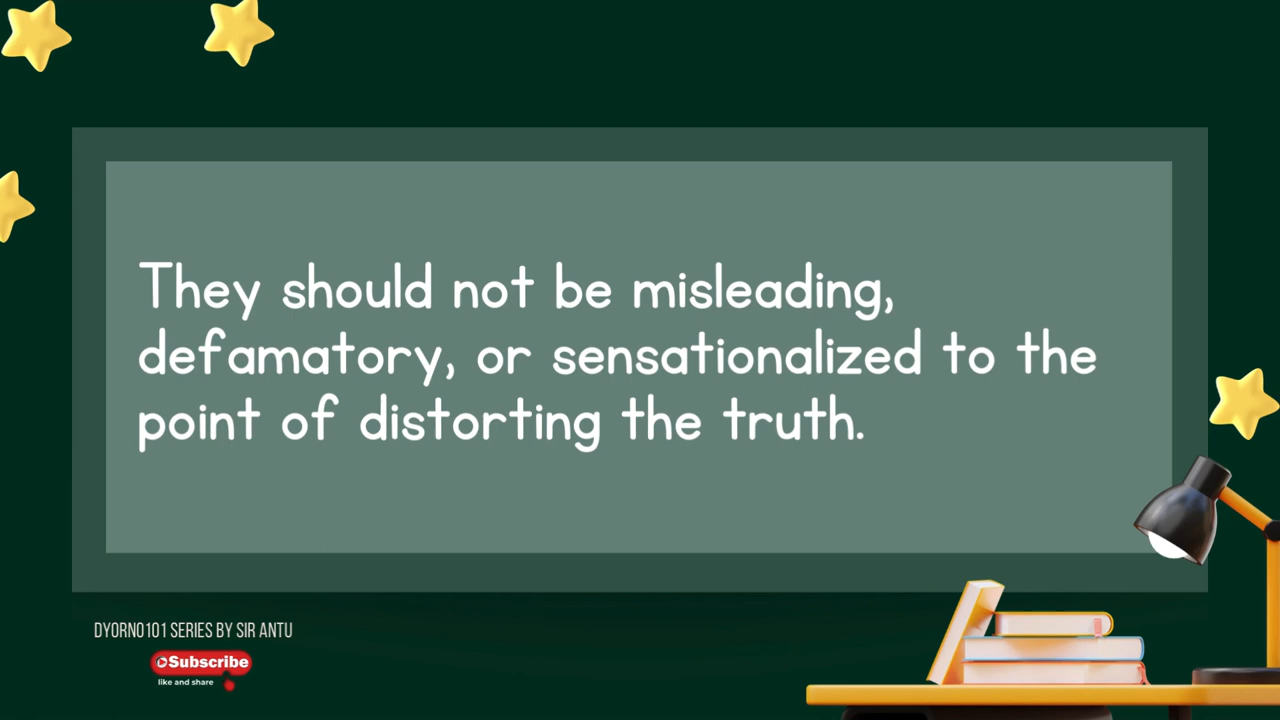 They should not be misleading,
defamatory, or sensationalized to the
point of distorting the truth.
DYORNO101 SERIES BY SIR ANTU
Subscribe
like and share